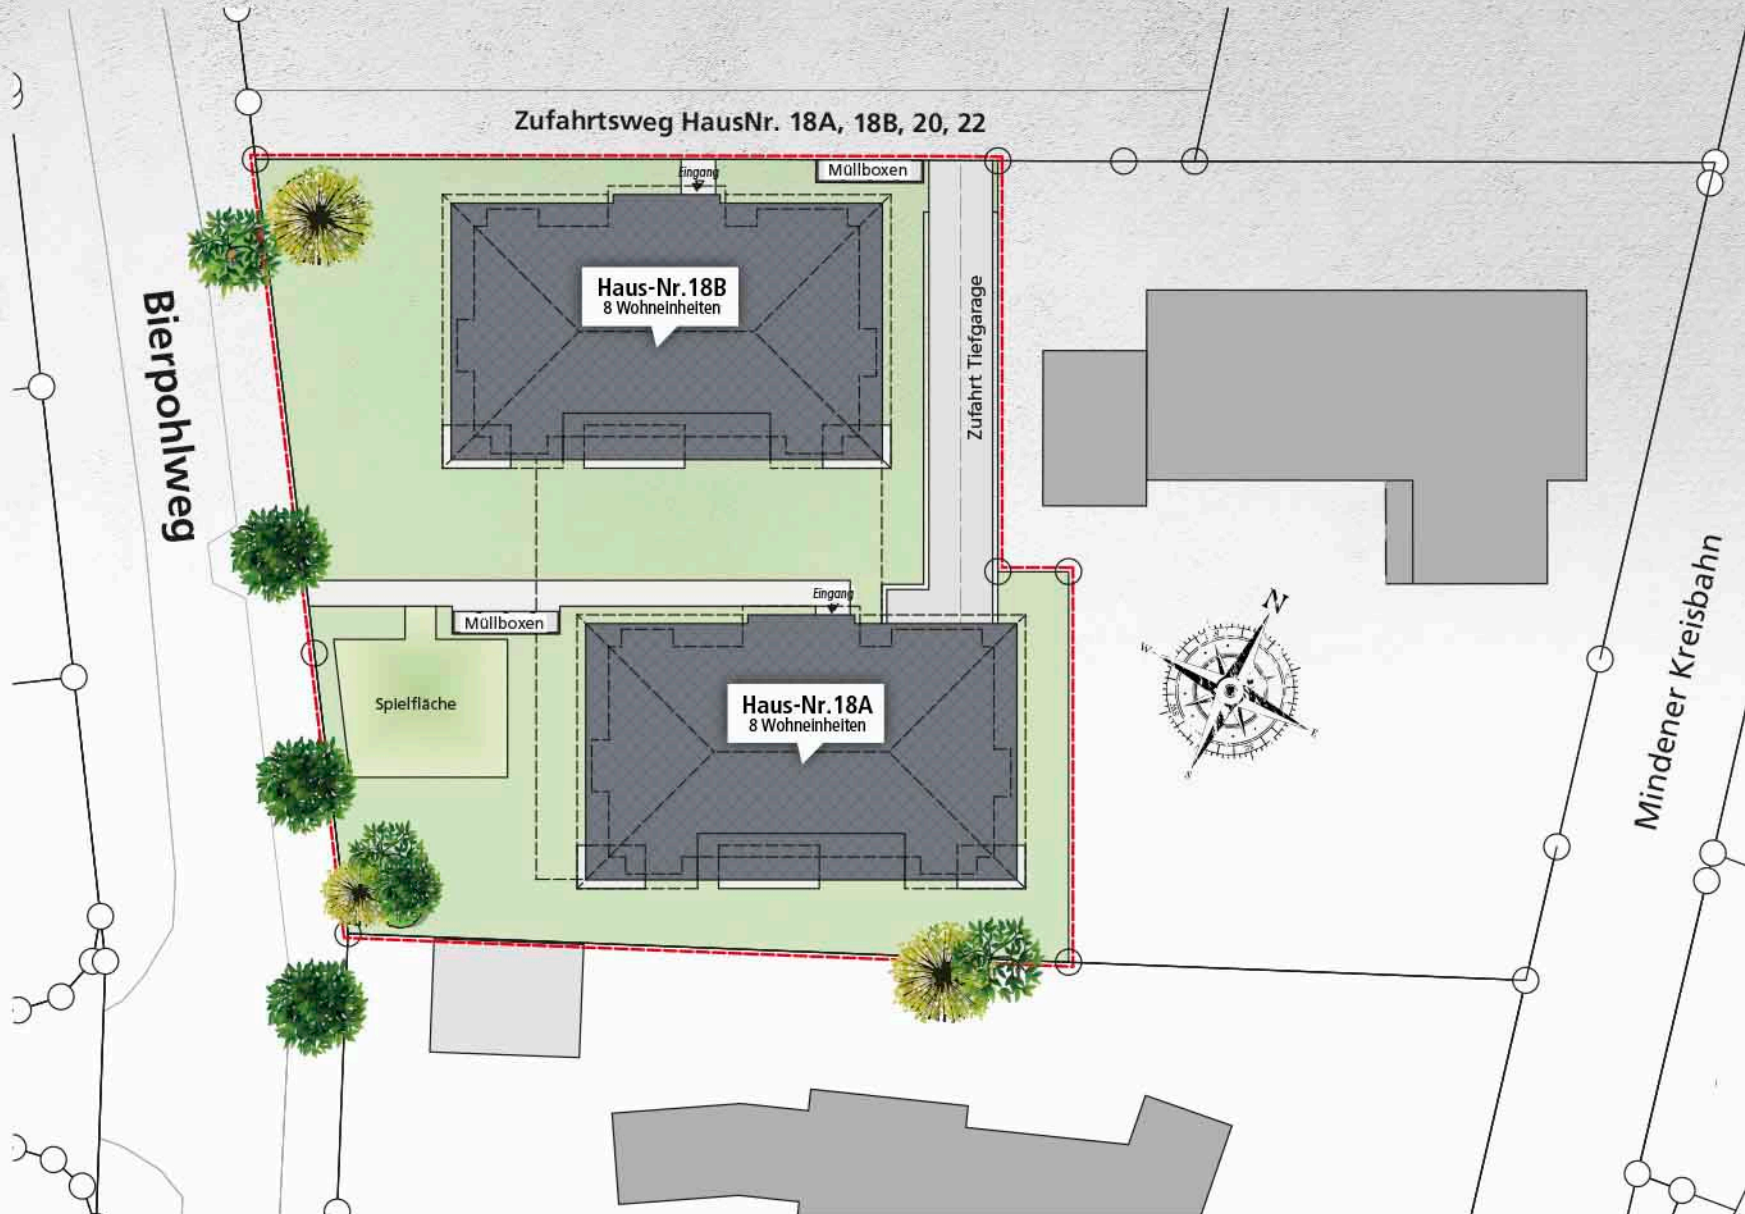 Zufahrtsweg HausNr. 18A, 18B, 20, 22
Eingang
Müllboxen
Haus-Nr.18B
8 Wohneinheiten
Zufahrt Tiefgarage
Bierpohlweg
Eingang
Müllboxen
Spielfläche
Haus-Nr.18A
8 Wohneinheiten
N
W
E
S
Mindener Kreisbahn